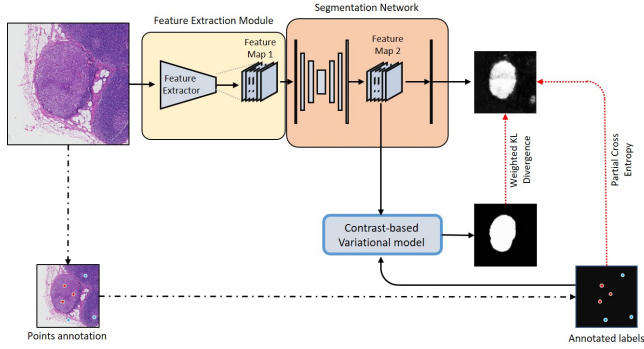 Segmentation Network
Feature Extraction Module
Feature
Map 1
Feature
Map 2
Feature
Extractor
Weighted KL
Divergence
Partial Cross
Entropy
Contrast-based
Variational model
Points annotation
Annotated labels